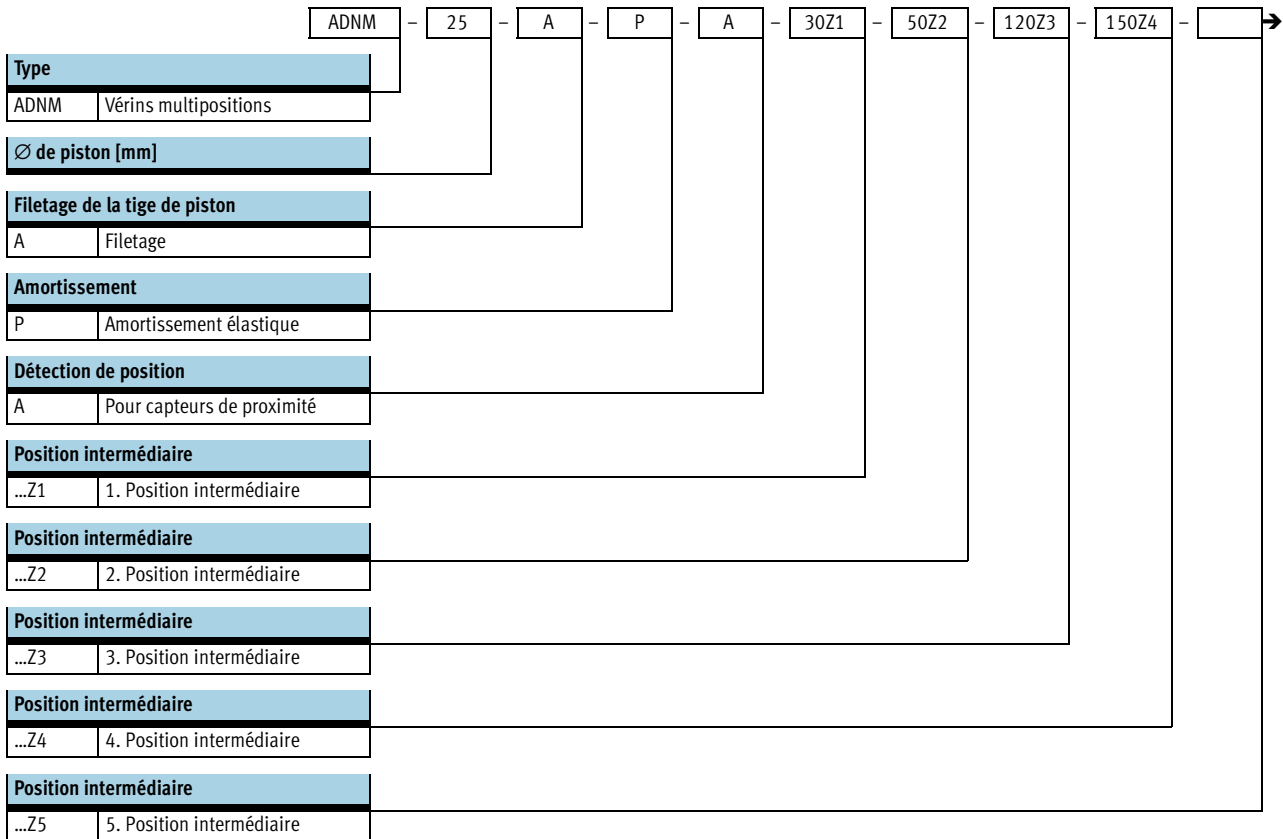 ADNM – 25 – A – P – A – 30Z1 – 50Z2 – 120Z3 – 150Z4 – ➔
Type
ADNM Vérins multipositions
∅ de piston [mm]
Filetage de la tige de piston
A Filetage
Amortissement
P Amortissement élastique
Détection de position
A Pour capteurs de proximité
Position intermédiaire
...Z1 1. Position intermédiaire
Position intermédiaire
...Z2 2. Position intermédiaire
Position intermédiaire
...Z3 3. Position intermédiaire
Position intermédiaire
...Z4 4. Position intermédiaire
Position intermédiaire
...Z5 5. Position intermédiaire